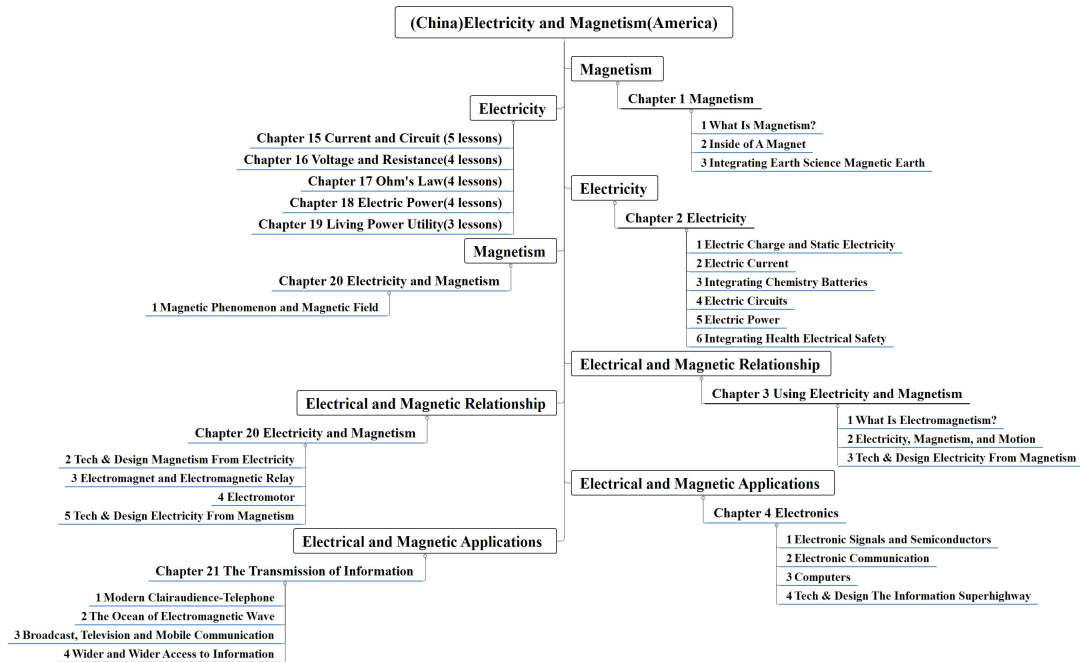 (China)Electricity and Magnetism(America)
Electricity
Chapter 15 Current and Circuit (5 lessons)
Chapter 16 Voltage and Resistance(4 lessons)
Chapter 17 Ohm's Law(4 lessons)
Chapter 18 Electric Power(4 lessons)
Chapter 19 Living Power Utility(3 lessons)
Magnetism
Chapter 20 Electricity and Magnetism
1 Magnetic Phenomenon and Magnetic Field
Electrical and Magnetic Relationship
Chapter 20 Electricity and Magnetism
2 Tech & Design Magnetism From Electricity
3 Electromagnet and Electromagnetic Relay
4 Electromotor
5 Tech & Design Electricity From Magnetism
Electrical and Magnetic Applications
Chapter 21 The Transmission of Information
1 Modern Clairaudience-Telephone
2 The Ocean of Electromagnetic Wave
3 Broadcast, Television and Mobile Communication
4 Wider and Wider Access to Information
Magnetism
Chapter 1 Magnetism
1 What Is Magnetism?
2 Inside of A Magnet
3 Integrating Earth Science Magnetic Earth
Electricity
Chapter 2 Electricity
1 Electric Charge and Static Electricity
2 Electric Current
3 Integrating Chemistry Batteries
4 Electric Circuits
5 Electric Power
6 Integrating Health Electrical Safety
Electrical and Magnetic Relationship
Chapter 3 Using Electricity and Magnetism
1 What Is Electromagnetism?
2 Electricity, Magnetism, and Motion
3 Tech & Design Electricity From Magnetism
Electrical and Magnetic Applications
Chapter 4 Electronics
1 Electronic Signals and Semiconductors
2 Electronic Communication
3 Computers
4 Tech & Design The Information Superhighway